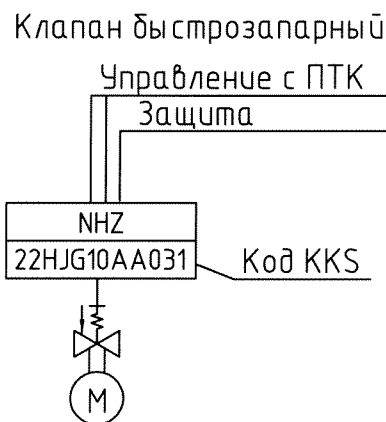 Клапан быстрозапарный
Управление с ПТК
Защита
NHZ
22HJG10AA031
Код KKS
M